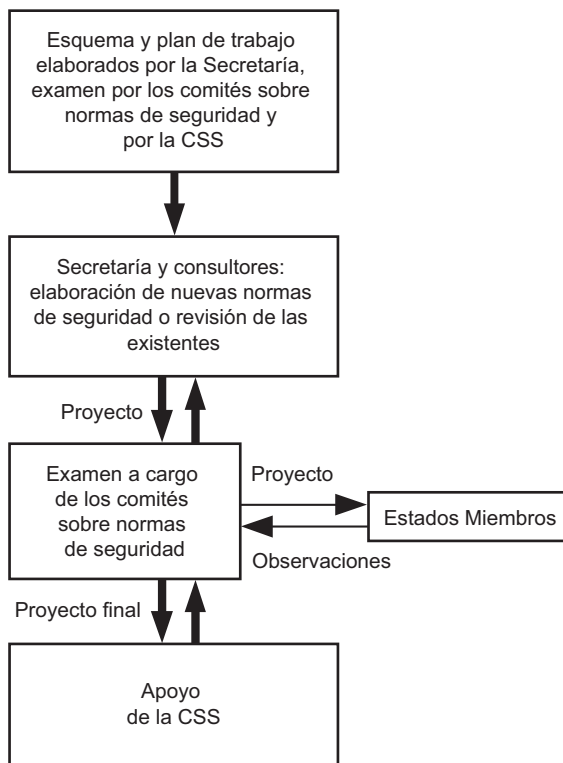 Esquema y plan de trabajo
elaborados por la Secretaría,
examen por los comités sobre
normas de seguridad y
por la CSS
Secretaría y consultores:
elaboración de nuevas normas
de seguridad o revisión de las
existentes
Proyecto
Examen a cargo
de los comités
sobre normas
de seguridad
Proyecto
Estados Miembros
Observaciones
Proyecto final
Apoyo
de la CSS